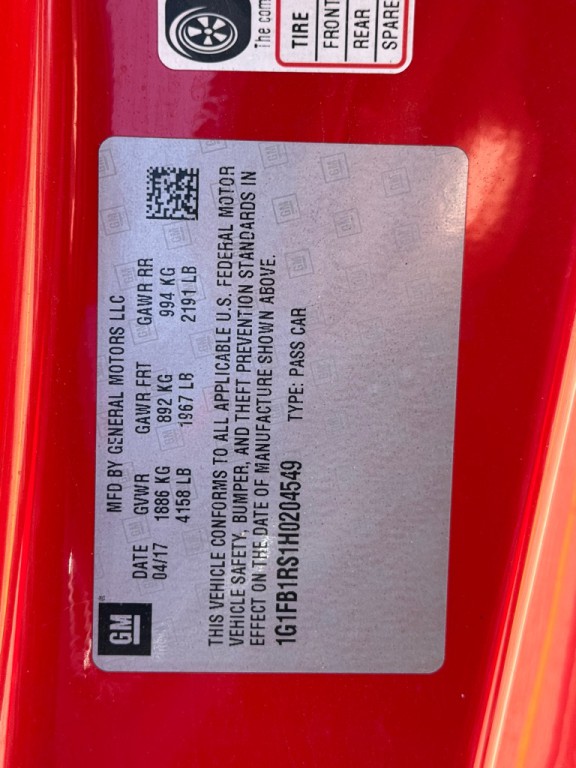 The com
TIRE
FRONT
REAR
SPARE
MFD BY GENERAL MOTORS LLC
DATE GVWR GAWR FRT GAWR RR
04/17 1886 KG 892 KG 994 KG
4158 LB 1967 LB 2191 LB
THIS VEHICLE CONFORMS TO ALL APPLICABLE U.S. FEDERAL MOTOR
VEHICLE SAFETY, BUMPER, AND THEFT PREVENTION STANDARDS IN
EFFECT ON THE DATE OF MANUFACTURE SHOWN ABOVE.
1G1FB1RS1H0204549 TYPE: PASS CAR
GM